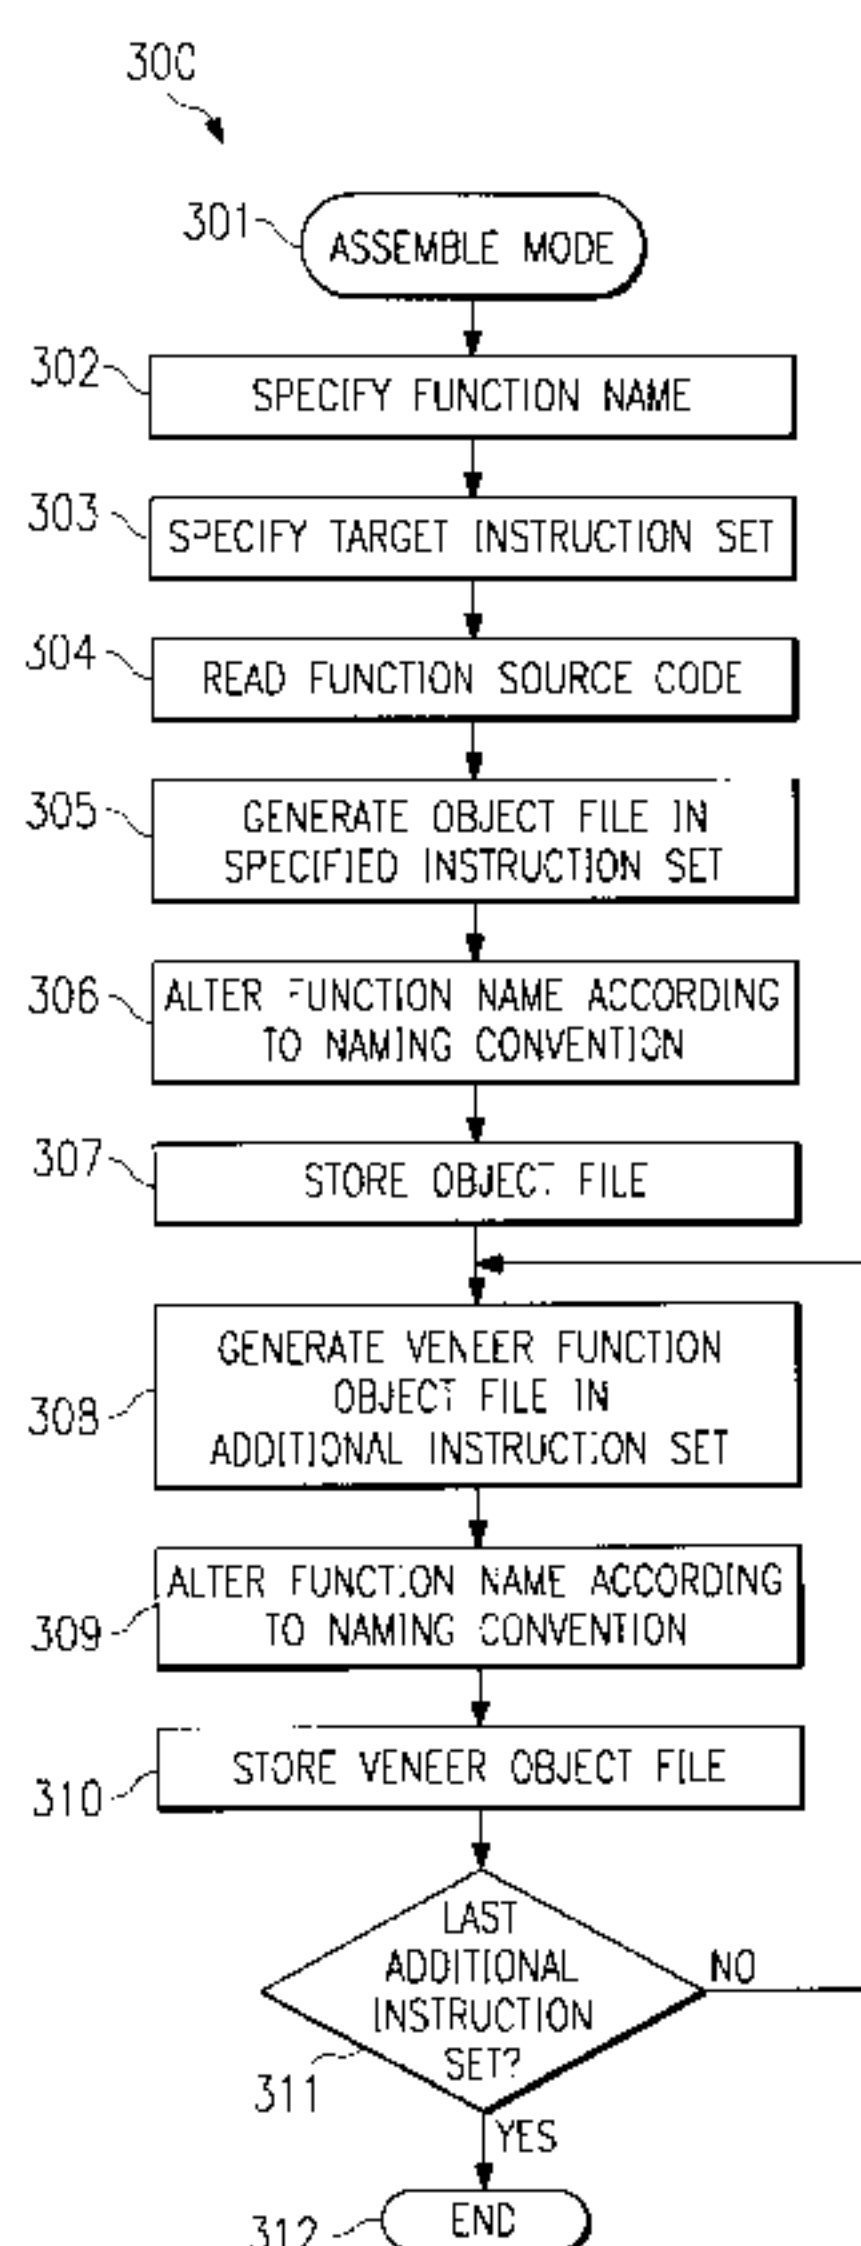 300
301
ASSEMBLE MODE
302
SPECIFY FUNCTION NAME
303
SPECIFY TARGET INSTRUCTION SET
304
READ FUNCTION SOURCE CODE
305
GENERATE OBJECT FILE IN
SPECIFIED INSTRUCTION SET
306
ALTER FUNCTION NAME ACCORDING
TO NAMING CONVENTION
307
STORE OBJECT FILE
308
GENERATE VENEER FUNCTION
OBJECT FILE IN
ADDITIONAL INSTRUCTION SET
309
ALTER FUNCTION NAME ACCORDING
TO NAMING CONVENTION
310
STORE VENEER OBJECT FILE
311
LAST
ADDITIONAL
INSTRUCTION
SET?
NO
YES
312
END